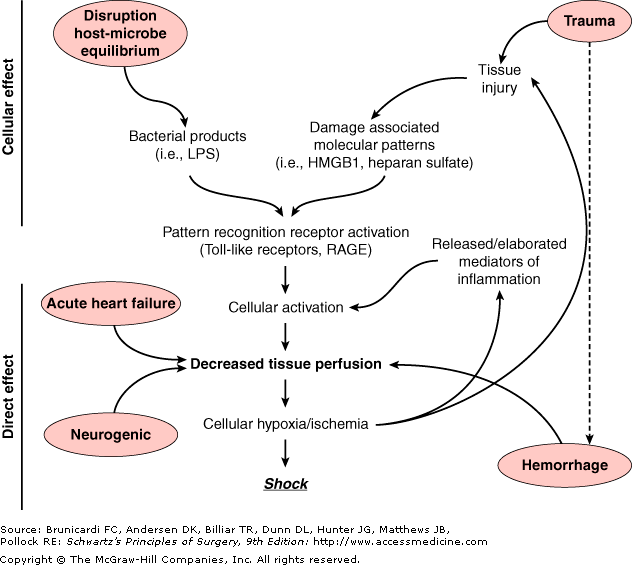 Cellular effect
Disruption
host-microbe
equilibrium
Trauma
Tissue
injury
Bacterial products
(i.e., LPS)
Damage associated
molecular patterns
(i.e., HMGB1, heparan sulfate)
Pattern recognition receptor activation
(Toll-like receptors, RAGE)
Released/elaborated
mediators of
inflammation
Direct effect
Acute heart failure
Cellular activation
Decreased tissue perfusion
Neurogenic
Cellular hypoxia/ischemia
Hemorrhage
Shock
Source: Brunicardi FC, Andersen DK, Billiar TR, Dunn DL, Hunter JG, Matthews JB,
Pollock RE: Schwartz's Principles of Surgery, 9th Edition: http://www.accessmedicine.com
Copyright © The McGraw-Hill Companies, Inc. All rights reserved.